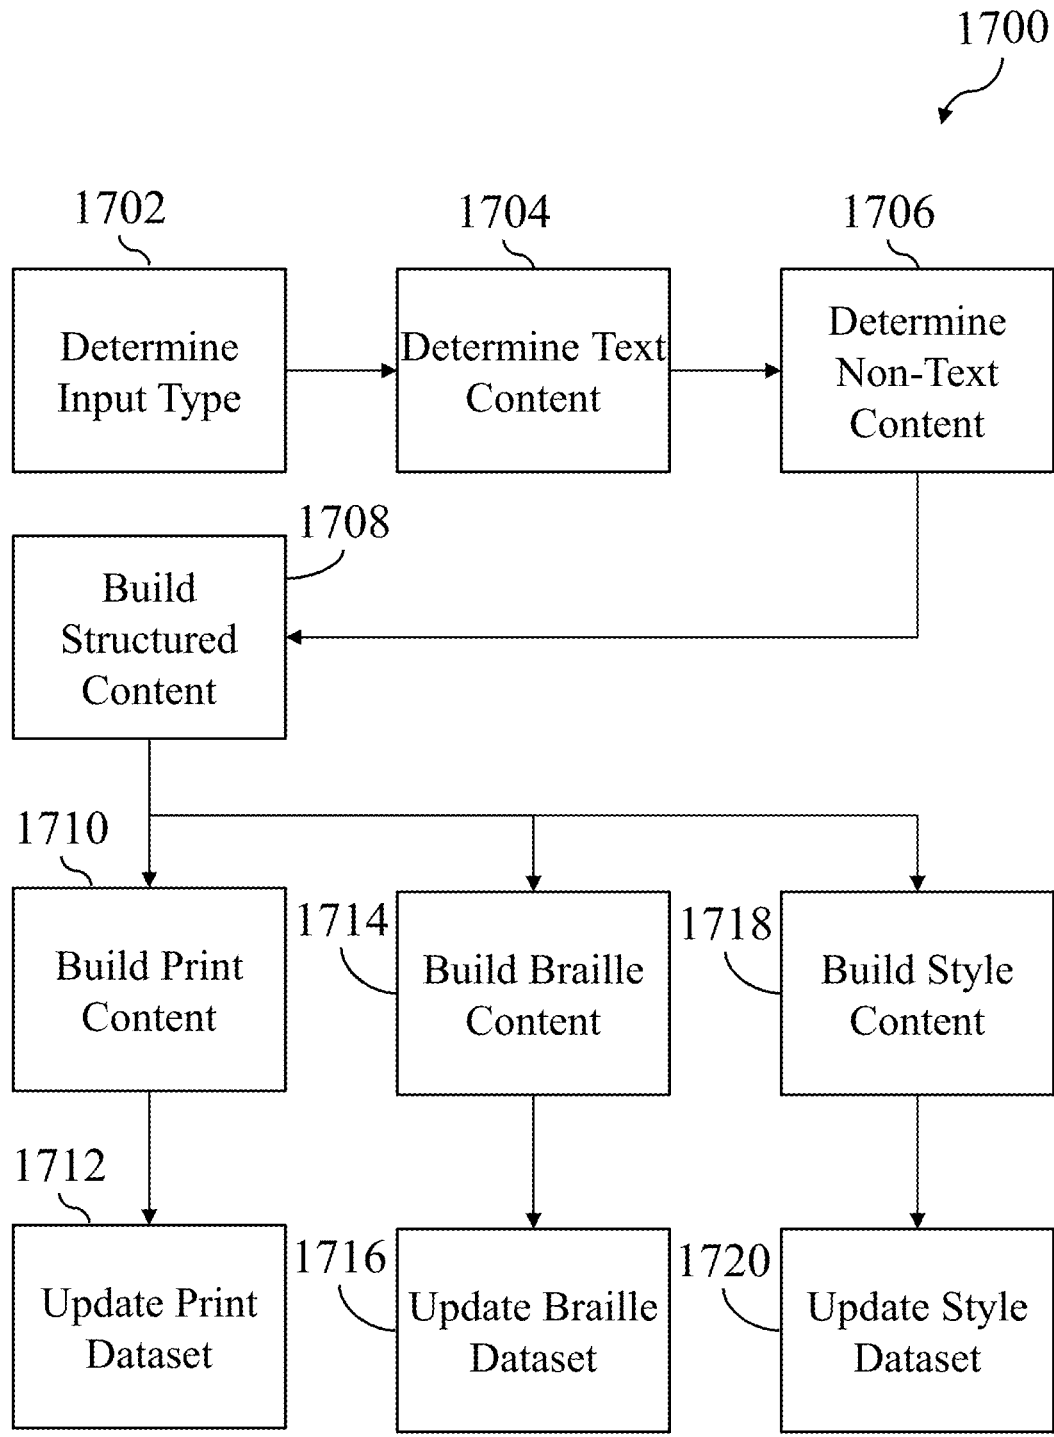 1700
1702
Determine
Input Type
1704
Determine Text
Content
1706
Determine
Non-Text
Content
1708
Build
Structured
Content
1710
Build Print
Content
1714
Build Braille
Content
1718
Build Style
Content
1712
Update Print
Dataset
1716
Update Braille
Dataset
1720
Update Style
Dataset